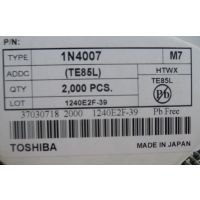 P/N:
TYPE 1N4007 M7
ADDC (TE85L) HTWX
QTY 2,000 PCS. TE85L
LOT 1240E2F-39 Pb
37030718 2000 1240E2F-39 Pb Free
TOSHIBA MADE IN JAPAN